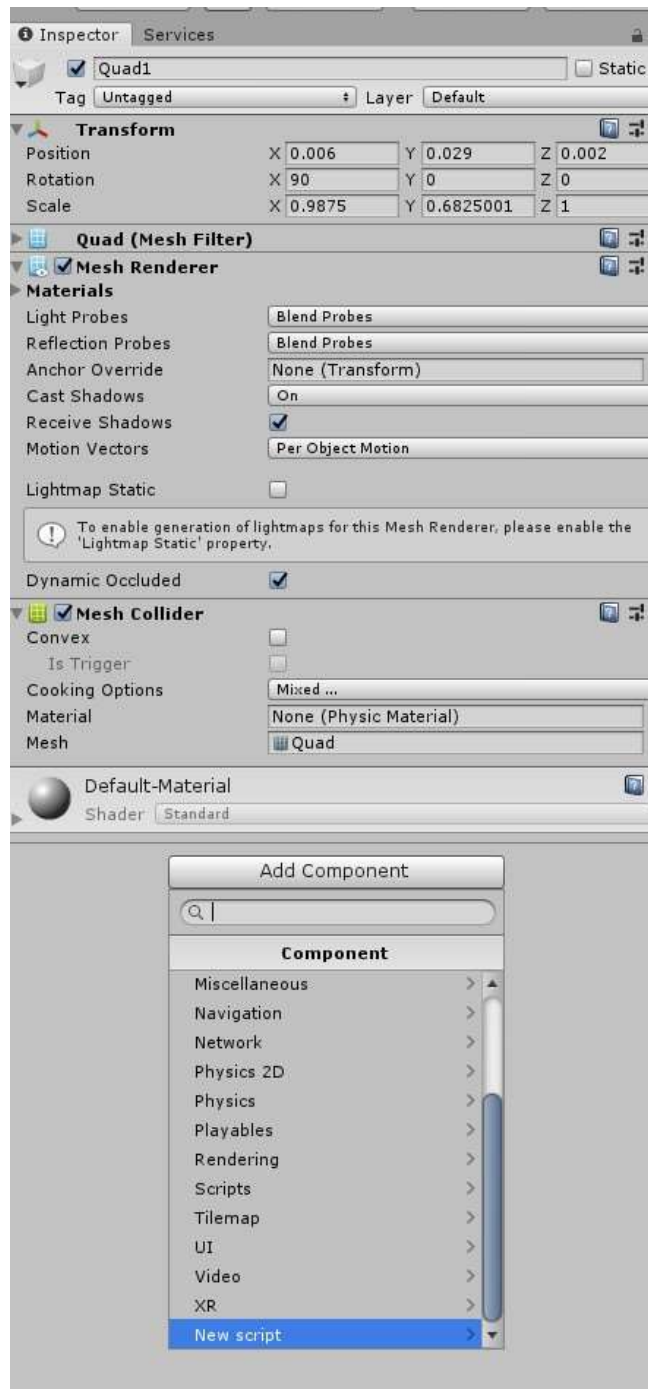 Inspector Services
Quad1 Static
Tag Untagged Layer Default
Transform
Position X 0.006 Y 0.029 Z 0.002
Rotation X 90 Y 0 Z 0
Scale X 0.9875 Y 0.6825001 Z 1
Quad (Mesh Filter)
Mesh Renderer
Materials
Light Probes Blend Probes
Reflection Probes Blend Probes
Anchor Override None (Transform)
Cast Shadows On
Receive Shadows
Motion Vectors Per Object Motion
Lightmap Static
To enable generation of lightmaps for this Mesh Renderer, please enable the
'Lightmap Static' property.
Dynamic Occluded
Mesh Collider
Convex
Is Trigger
Cooking Options Mixed ...
Material None (Physic Material)
Mesh Quad
Default-Material
Shader Standard
Add Component
Component
Miscellaneous
Navigation
Network
Physics 2D
Physics
Playables
Rendering
Scripts
Tilemap
UI
Video
XR
New script